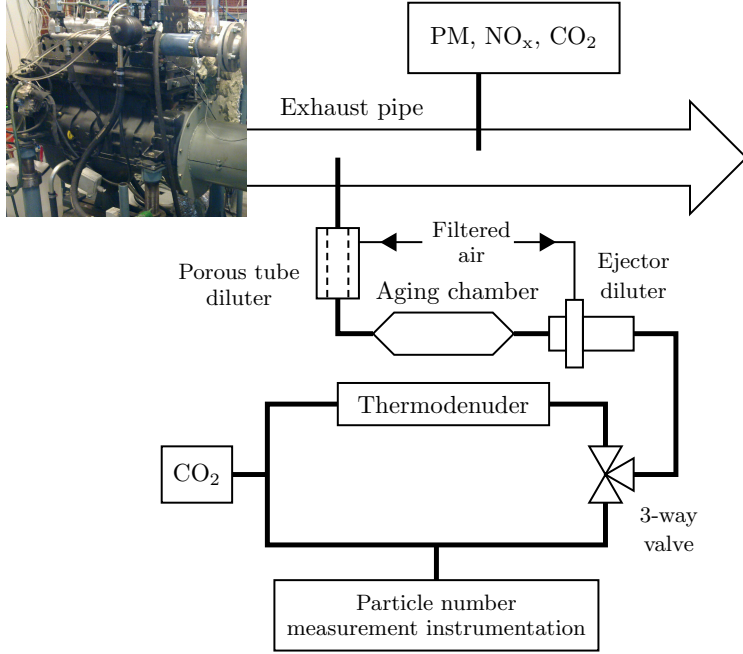 PM, NOx, CO2
Exhaust pipe
Filtered
air
Porous tube
diluter
Ejector
diluter
Aging chamber
Thermodenuder
CO2
3-way
valve
Particle number
measurement instrumentation